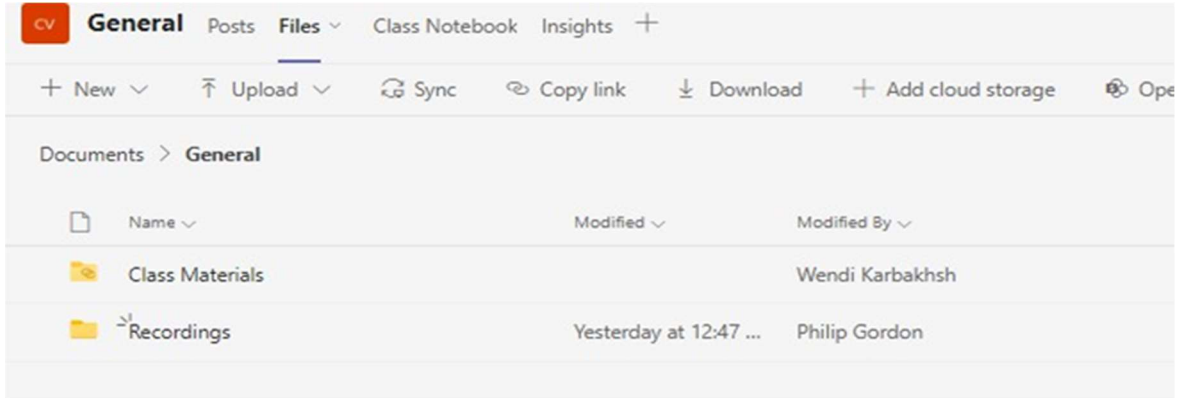 CV General Posts Files Class Notebook Insights
New Upload Sync Copy link Download Add cloud storage Ope
Documents > General
Name Modified Modified By
Class Materials Wendi Karbakhsh
Recordings Yesterday at 12:47 ... Philip Gordon